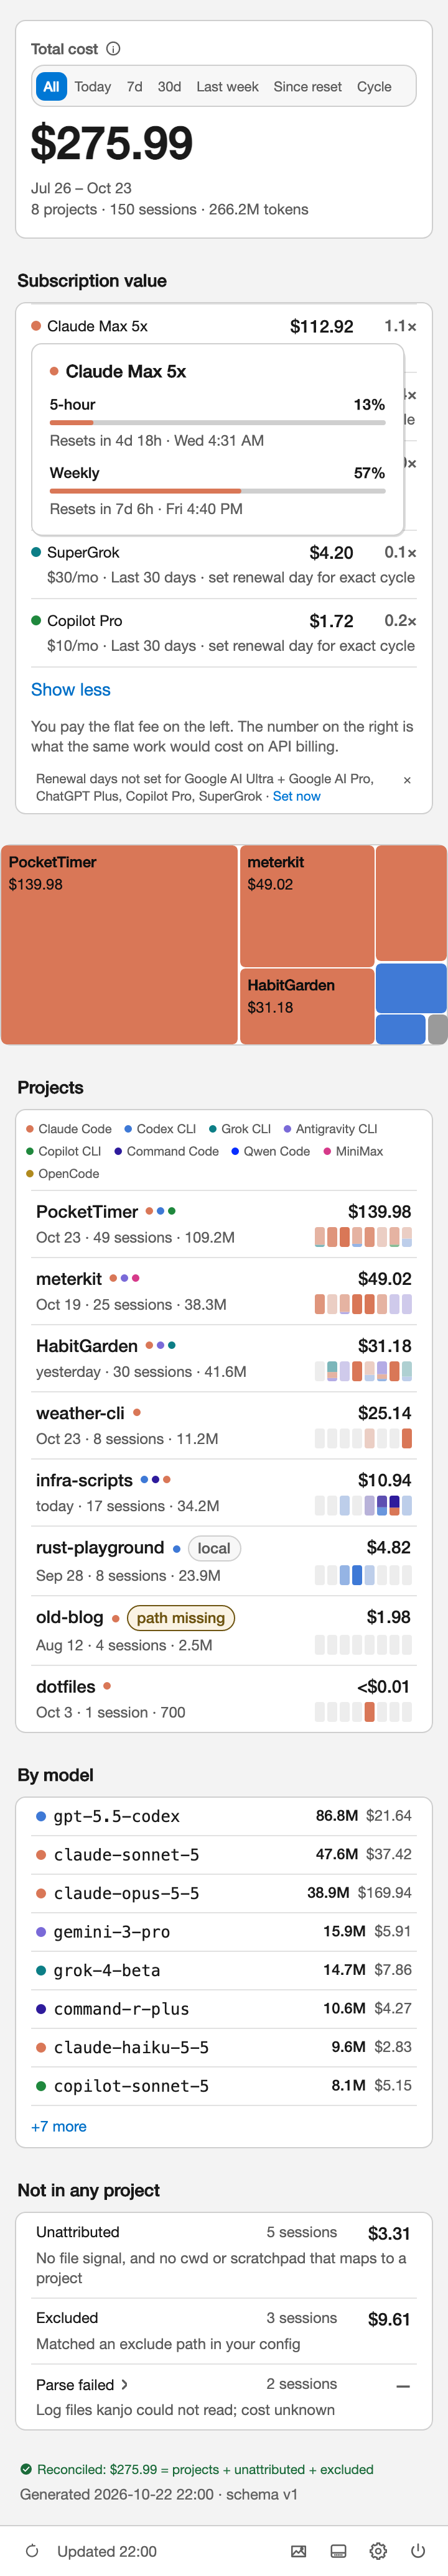 Total cost
All Today 7d 30d Last week Since reset Cycle
$275.99
Jul 26 – Oct 23
8 projects · 150 sessions · 266.2M tokens
Subscription value
Claude Max 5x $112.92 1.1×
Claude Max 5x
5-hour 13%
Resets in 4d 18h · Wed 4:31 AM
Weekly 57%
Resets in 7d 6h · Fri 4:40 PM
SuperGrok $4.20 0.1×
$30/mo · Last 30 days · set renewal day for exact cycle
Copilot Pro $1.72 0.2×
$10/mo · Last 30 days · set renewal day for exact cycle
Show less
You pay the flat fee on the left. The number on the right is
what the same work would cost on API billing.
Renewal days not set for Google AI Ultra + Google AI Pro, ×
ChatGPT Plus, Copilot Pro, SuperGrok · Set now
PocketTimer
$139.98
meterkit
$49.02
HabitGarden
$31.18
Projects
Claude Code Codex CLI Grok CLI Antigravity CLI
Copilot CLI Command Code Qwen Code MiniMax
OpenCode
PocketTimer $139.98
Oct 23 · 49 sessions · 109.2M
meterkit $49.02
Oct 19 · 25 sessions · 38.3M
HabitGarden $31.18
yesterday · 30 sessions · 41.6M
weather-cli $25.14
Oct 23 · 8 sessions · 11.2M
infra-scripts $10.94
today · 17 sessions · 34.2M
rust-playground local $4.82
Sep 28 · 8 sessions · 23.9M
old-blog path missing $1.98
Aug 12 · 4 sessions · 2.5M
dotfiles <$0.01
Oct 3 · 1 session · 700
By model
gpt-5.5-codex 86.8M $21.64
claude-sonnet-5 47.6M $37.42
claude-opus-5-5 38.9M $169.94
gemini-3-pro 15.9M $5.91
grok-4-beta 14.7M $7.86
command-r-plus 10.6M $4.27
claude-haiku-5-5 9.6M $2.83
copilot-sonnet-5 8.1M $5.15
+7 more
Not in any project
Unattributed 5 sessions $3.31
No file signal, and no cwd or scratchpad that maps to a
project
Excluded 3 sessions $9.61
Matched an exclude path in your config
Parse failed 2 sessions —
Log files kanjo could not read; cost unknown
Reconciled: $275.99 = projects + unattributed + excluded
Generated 2026-10-22 22:00 · schema v1
Updated 22:00